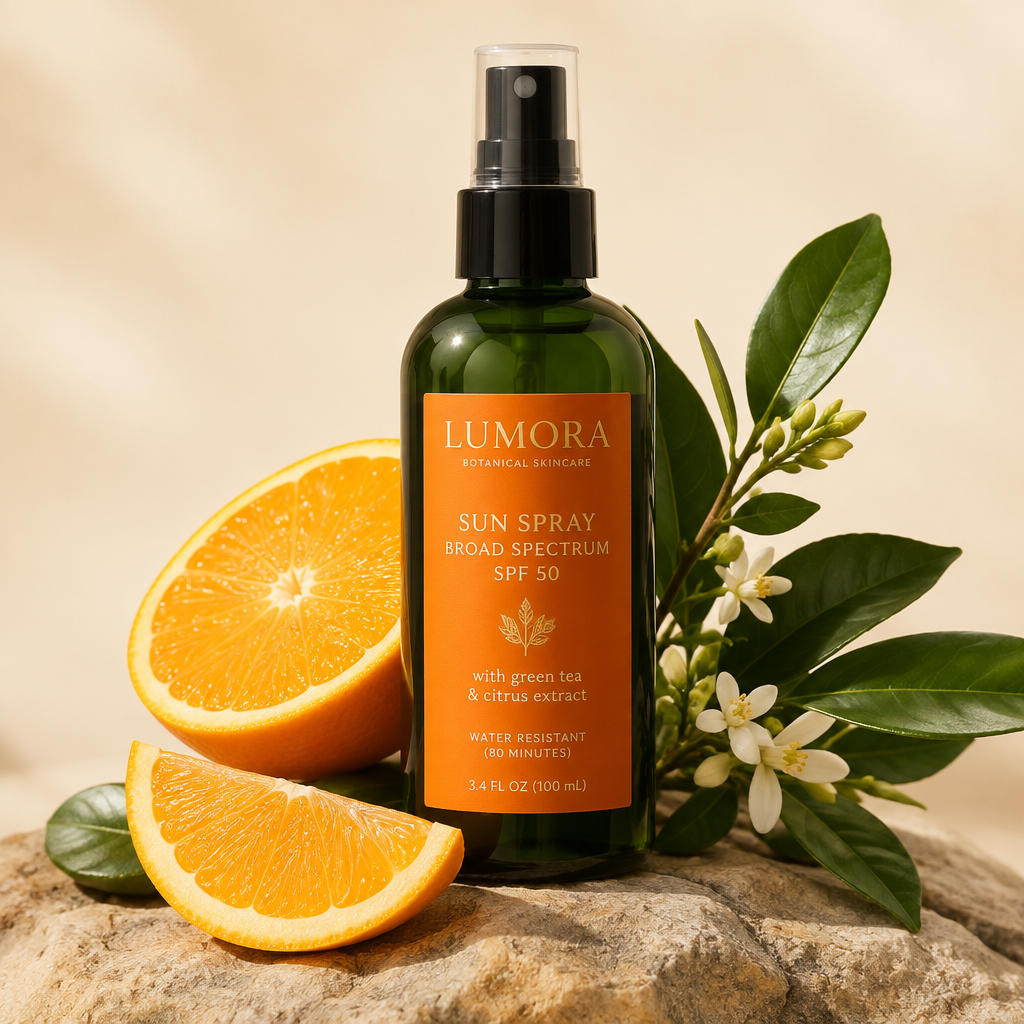 LUMORA
BOTANICAL SKINCARE
SUN SPRAY
BROAD SPECTRUM
SPF 50
with green tea
& citrus extract
WATER RESISTANT
(80 MINUTES)
3.4 FL OZ (100 mL)